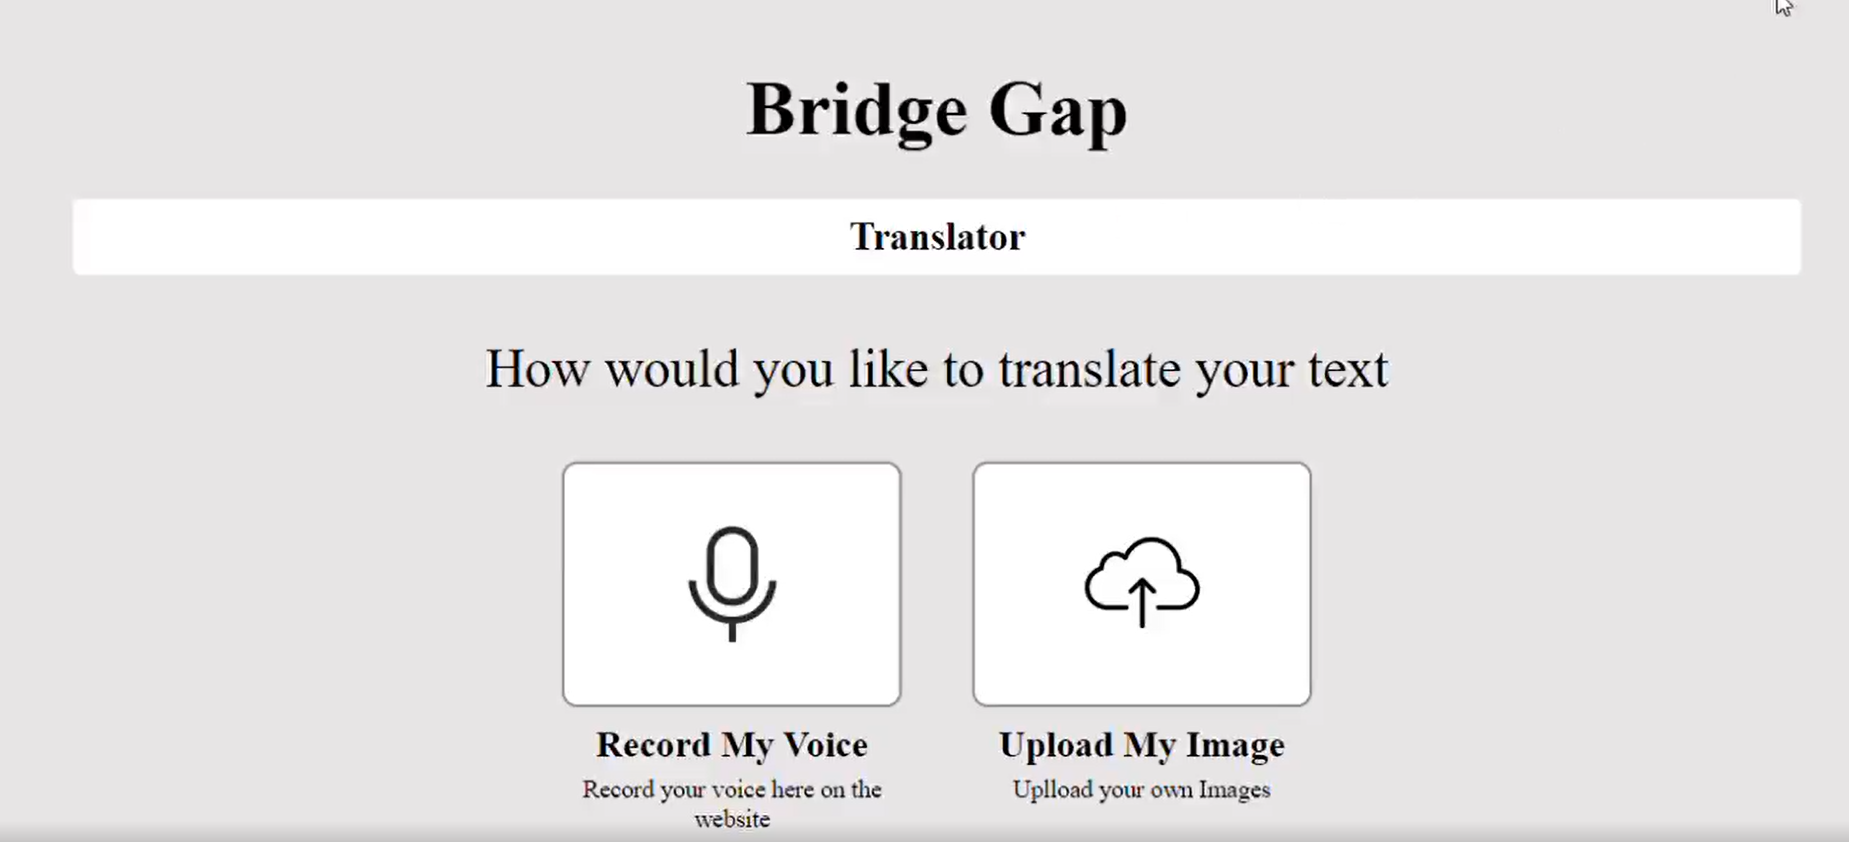 Bridge Gap
Translator
How would you like to translate your text
Record My Voice
Record your voice here on the
website
Upload My Image
Uplload your own Images